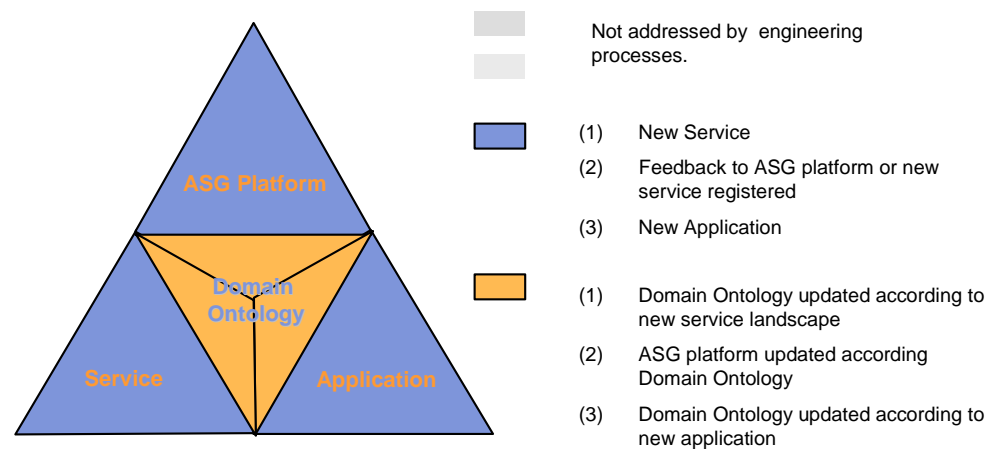 ASG Platform
Domain
Ontology
Service
Application
Not addressed by engineering
processes.
(1) New Service
(2) Feedback to ASG platform or new
service registered
(3) New Application
(1) Domain Ontology updated according to
new service landscape
(2) ASG platform updated according
Domain Ontology
(3) Domain Ontology updated according to
new application